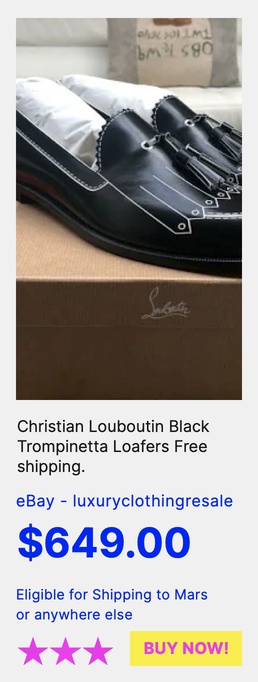 Louboutin
Christian Louboutin Black
Trompinetta Loafers Free
shipping.
eBay - luxuryclothingresale
$649.00
Eligible for Shipping to Mars
or anywhere else
BUY NOW!